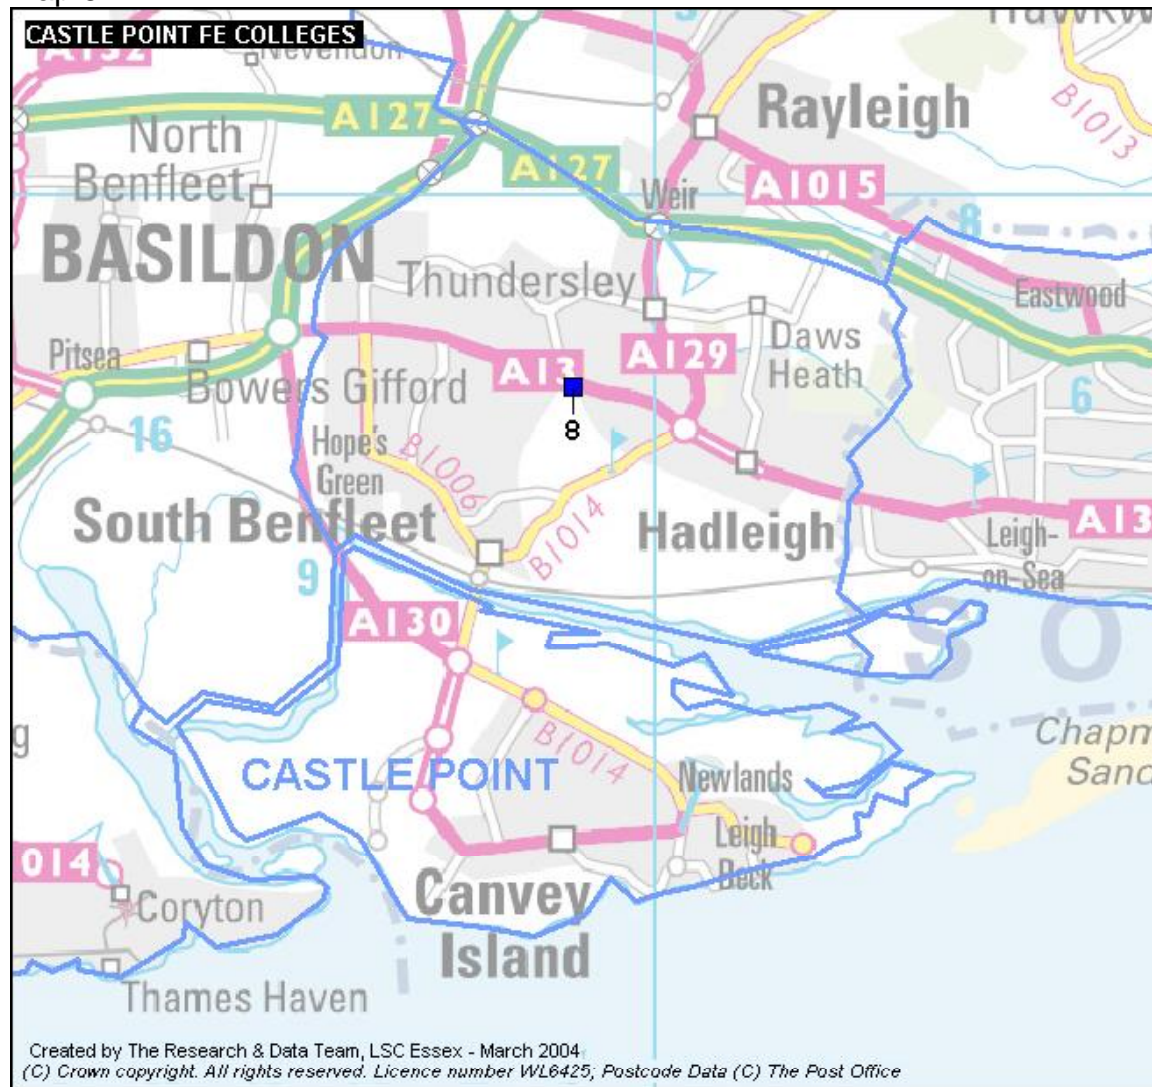 CASTLE POINT FE COLLEGES
Nevendon
A127
Rayleigh
B1013
North
Benfleet
A127
Weir
A1015
8
BASILDON
Thundersley
Eastwood
Pitsea
Bowers Gifford
A13
A129
Daws
Heath
6
16
8
Hope's
Green
B1006
South Benfleet
B1014
Hadleigh
A13
Leigh-
on-Sea
9
A130
S O
B1014
Chapm
Sand
CASTLE POINT
Newlands
Leigh
Beck
014
Coryton
Canvey
Island
Thames Haven
Created by The Research & Data Team, LSC Essex - March 2004
(C) Crown copyright. All rights reserved. Licence number WL6425; Postcode Data (C) The Post Office